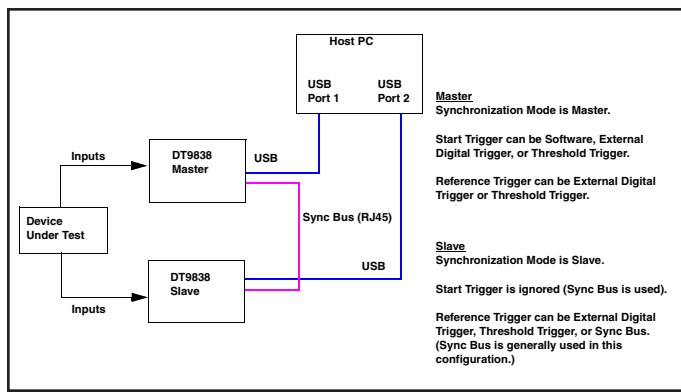 Host PC
USB
Port 1
USB
Port 2
Inputs
DT9838
Master
USB
Sync Bus (RJ45)
Device
Under Test
DT9838
Slave
USB
Inputs
Master
Synchronization Mode is Master.
Start Trigger can be Software, External
Digital Trigger, or Threshold Trigger.
Reference Trigger can be External Digital
Trigger or Threshold Trigger.
Slave
Synchronization Mode is Slave.
Start Trigger is ignored (Sync Bus is used).
Reference Trigger can be External Digital
Trigger, Threshold Trigger, or Sync Bus.
(Sync Bus is generally used in this
configuration.)